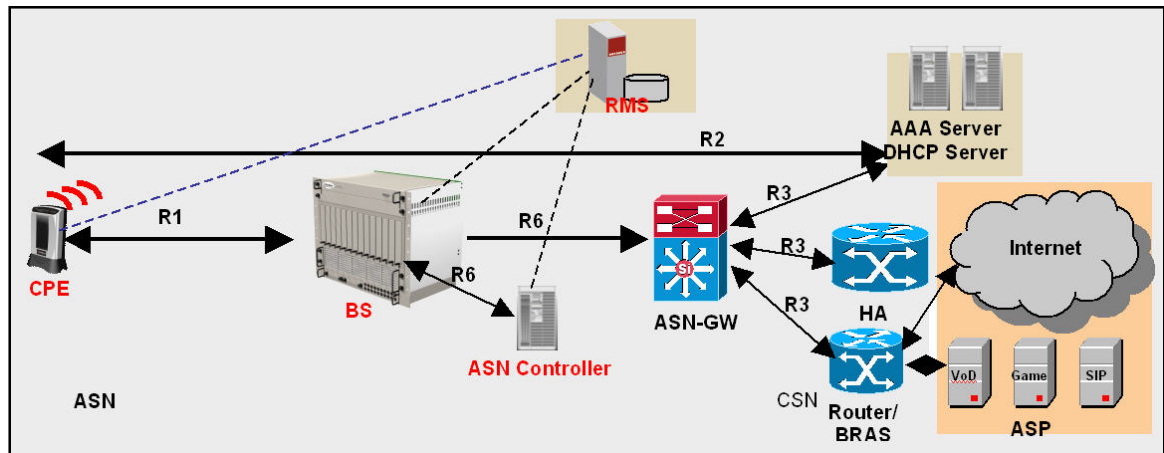 RMS
AAA Server
DHCP Server
R2
R1
R6
R3
Internet
CPE
BS
R6
R3
ASN-GW
HA
R3
ASN Controller
VoD
Game
SIP
ASN
CSN
Router/
BRAS
ASP
Si